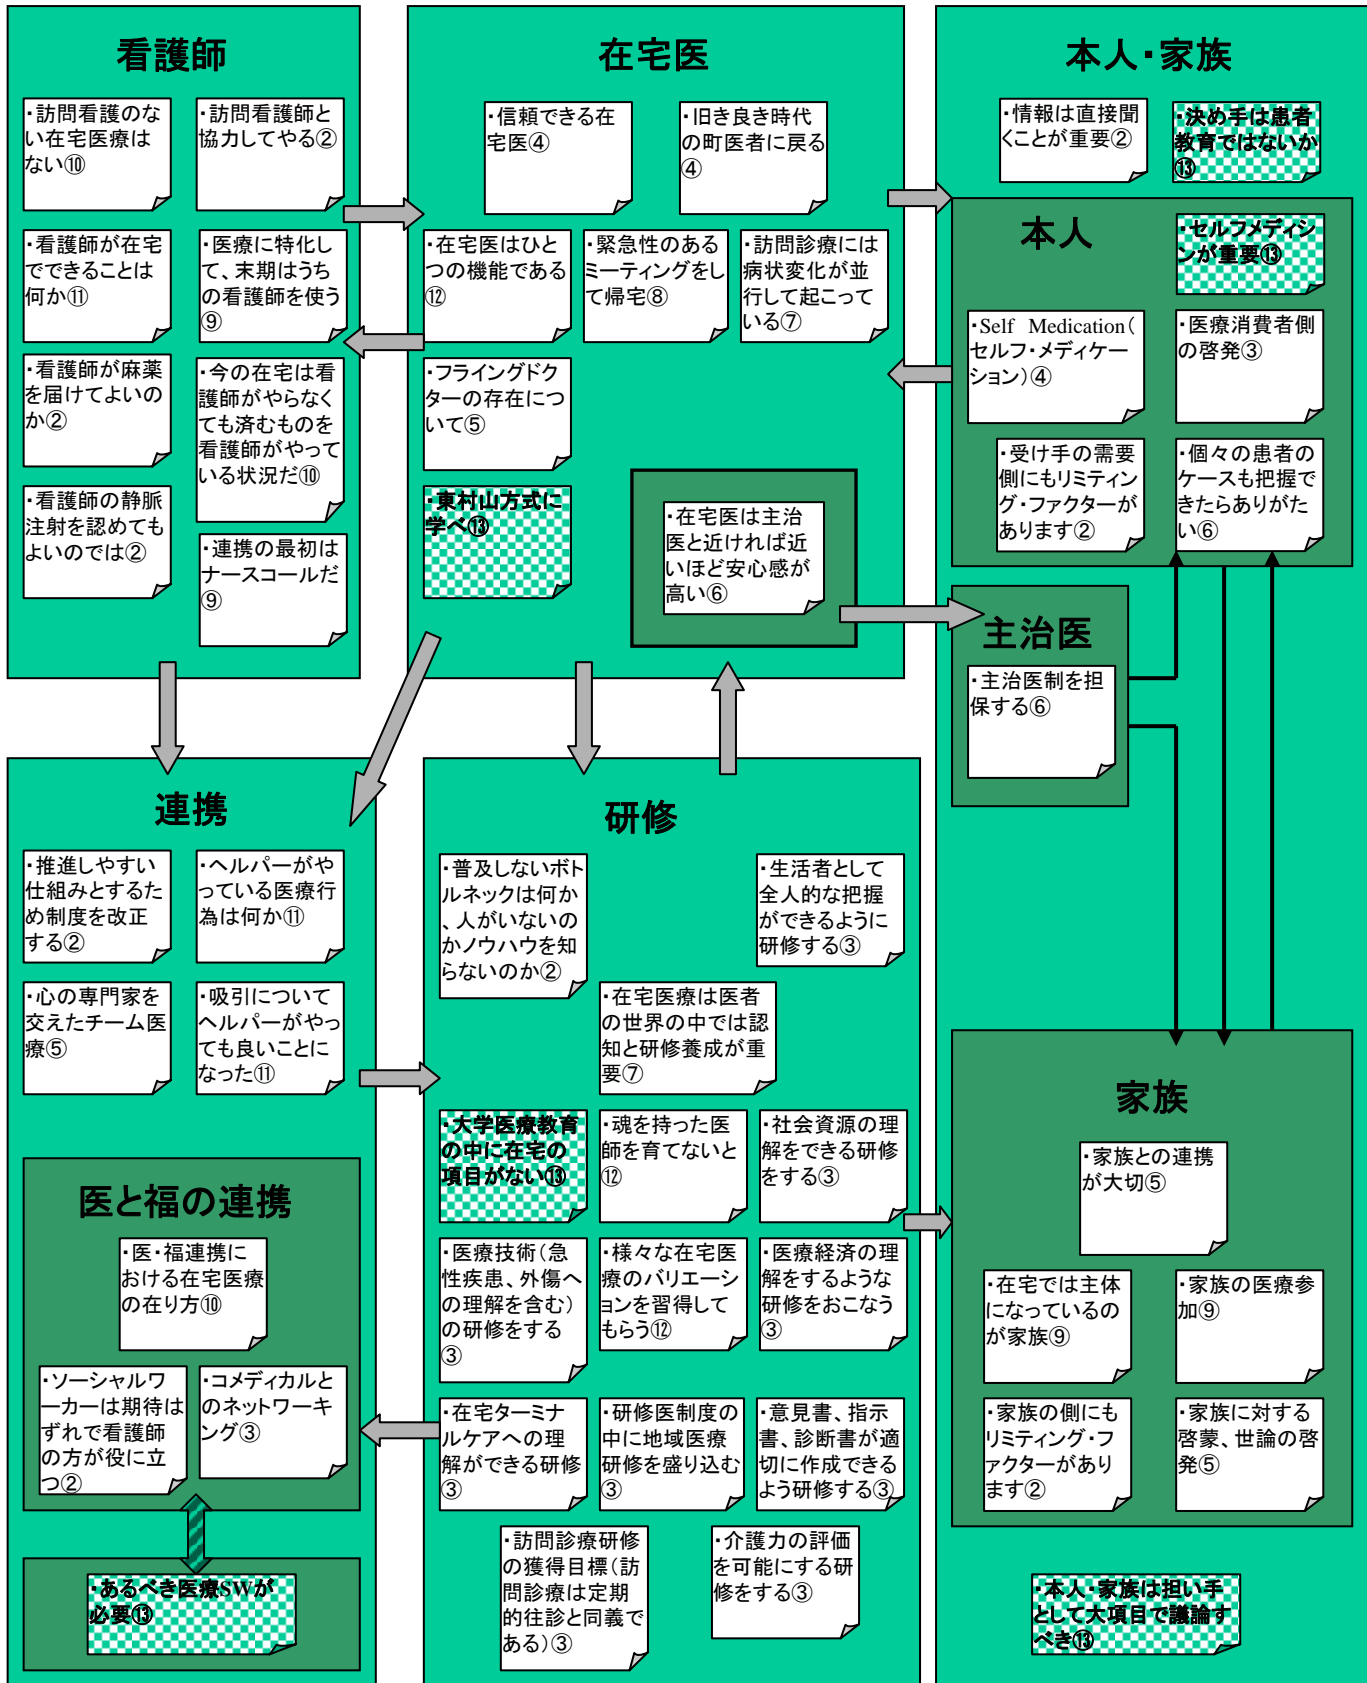 看護師
・訪問看護のな
い在宅医療は
ない⑩
・訪問看護師と
協力してやる②
・看護師が在宅
でできることは
何か⑪
・医療に特化し
て、末期はうち
の看護師を使う
⑨
・看護師が麻薬
を届けてよいの
か②
・今の在宅は看
護師がやらなく
ても済むものを
看護師がやって
いる状況だ⑩
・看護師の静脈
注射を認めても
よいのでは②
・連携の最初は
ナースコールだ
⑨
在宅医
・信頼できる在
宅医④
・旧き良き時代
の町医者に戻る
④
・在宅医はひと
つの機能である
⑫
・緊急性のある
ミーティングをし
て帰宅⑧
・訪問診療には
病状変化が並
行して起こって
いる⑦
・フライングドク
ターの存在につ
いて⑤
・東村山方式に
学べ⑬
・在宅医は主治
医と近ければ近
いほど安心感が
高い⑥
本人・家族
・情報は直接聞
くことが重要②
・決め手は患者
教育ではないか
⑬
本人
・セルフメディシ
ンが重要⑬
・Self Medication(
セルフ・メディケー
ション)④
・医療消費者側
の啓発③
・受け手の需要
側にもリミティン
グ・ファクターが
あります②
・個々の患者の
ケースも把握で
きたらありがた
い⑥
主治医
・主治医制を担
保する⑥
連携
・推進しやすい
仕組みとするた
め制度を改正
する②
・ヘルパーがや
っている医療行
為は何か⑪
・心の専門家を
交えたチーム医
療⑤
・吸引について
ヘルパーがやっ
ても良いことに
なった⑪
医と福の連携
・医・福連携に
おける在宅医療
の在り方⑩
・ソーシャルワ
ーカーは期待は
ずれで看護師
の方が役に立
つ②
・コメディカルと
のネットワーキ
ング③
・あるべき医療SWが
必要⑬
研修
・普及しないボト
ルネックは何か
、人がいないの
かノウハウを知
らないのか②
・生活者として
全人的な把握
ができるように
研修する③
・在宅医療は医者
の世界の中では認
知と研修養成が重
要⑦
・大学医療教育
の中に在宅の
項目がない⑬
・魂を持った医
師を育てないと
⑫
・社会資源の理
解をできる研修
をする③
・医療技術(急
性疾患、外傷へ
の理解を含む)
の研修をする
③
・様々な在宅医
療のバリエーシ
ョンを習得して
もらう⑫
・医療経済の理
解をするような
研修をおこなう
③
・在宅ターミナ
ルケアへの理
解ができる研修
③
・研修医制度の
中に地域医療
研修を盛り込む
③
・意見書、指示
書、診断書が適
切に作成できる
よう研修する③
・訪問診療研修
の獲得目標(訪
問診療は定期
的往診と同義で
ある)③
・介護力の評価
を可能にする研
修をする③
家族
・家族との連携
が大切⑤
・在宅では主体
になっているの
が家族⑨
・家族の医療参
加⑨
・家族の側にも
リミティング・フ
ァクターがあり
ます②
・家族に対する
啓蒙、世論の啓
発⑤
・本人・家族は担い手
として大項目で議論す
べき⑬